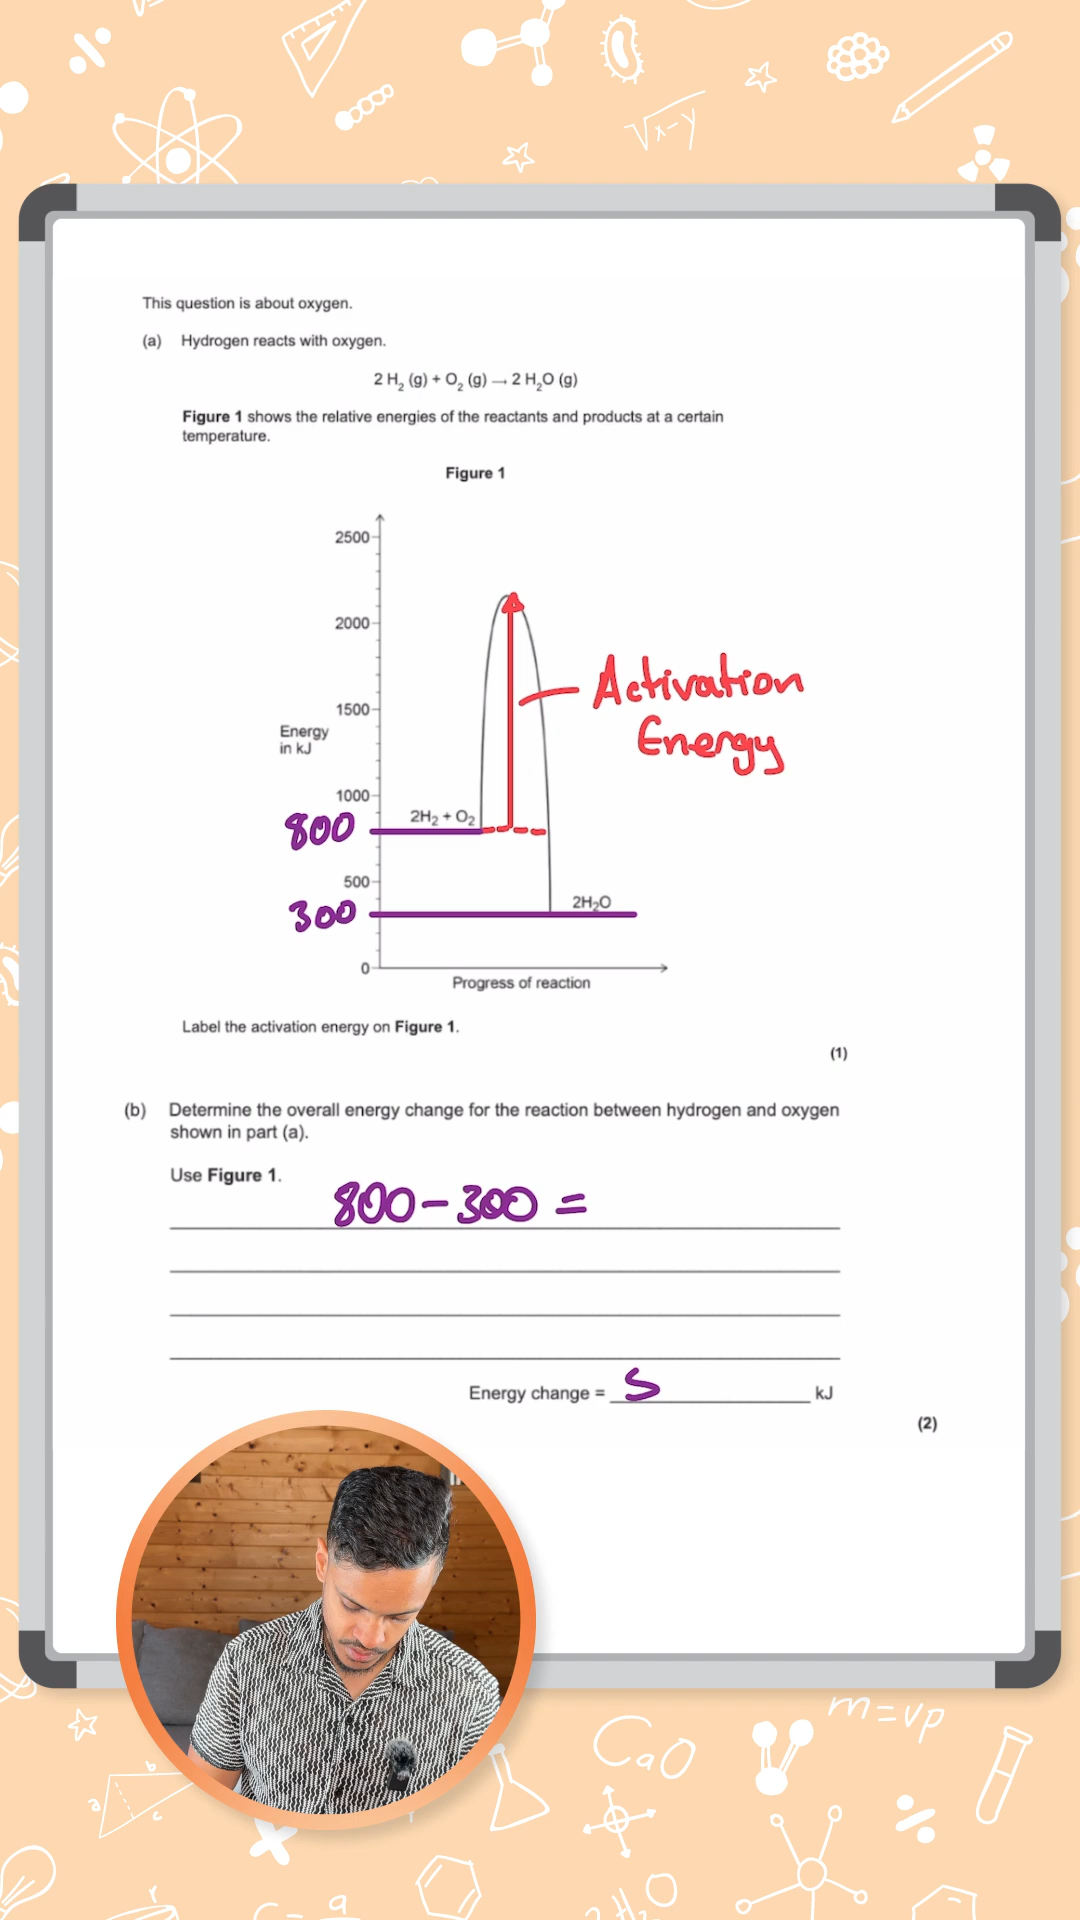 √x-y
This question is about oxygen.
(a) Hydrogen reacts with oxygen.
2 H₂ (g) + O₂ (g) → 2 H₂O (g)
Figure 1 shows the relative energies of the reactants and products at a certain
temperature.
Figure 1
2500
2000
Activation
Energy
1500
Energy
in kJ
1000
2H₂ + O₂
800
500
2H₂O
300
0
Progress of reaction
Label the activation energy on Figure 1.
(1)
(b) Determine the overall energy change for the reaction between hydrogen and oxygen
shown in part (a).
Use Figure 1.
800 - 300 =
Energy change = 5 kJ
(2)
m=vp
CaO
a
b
c